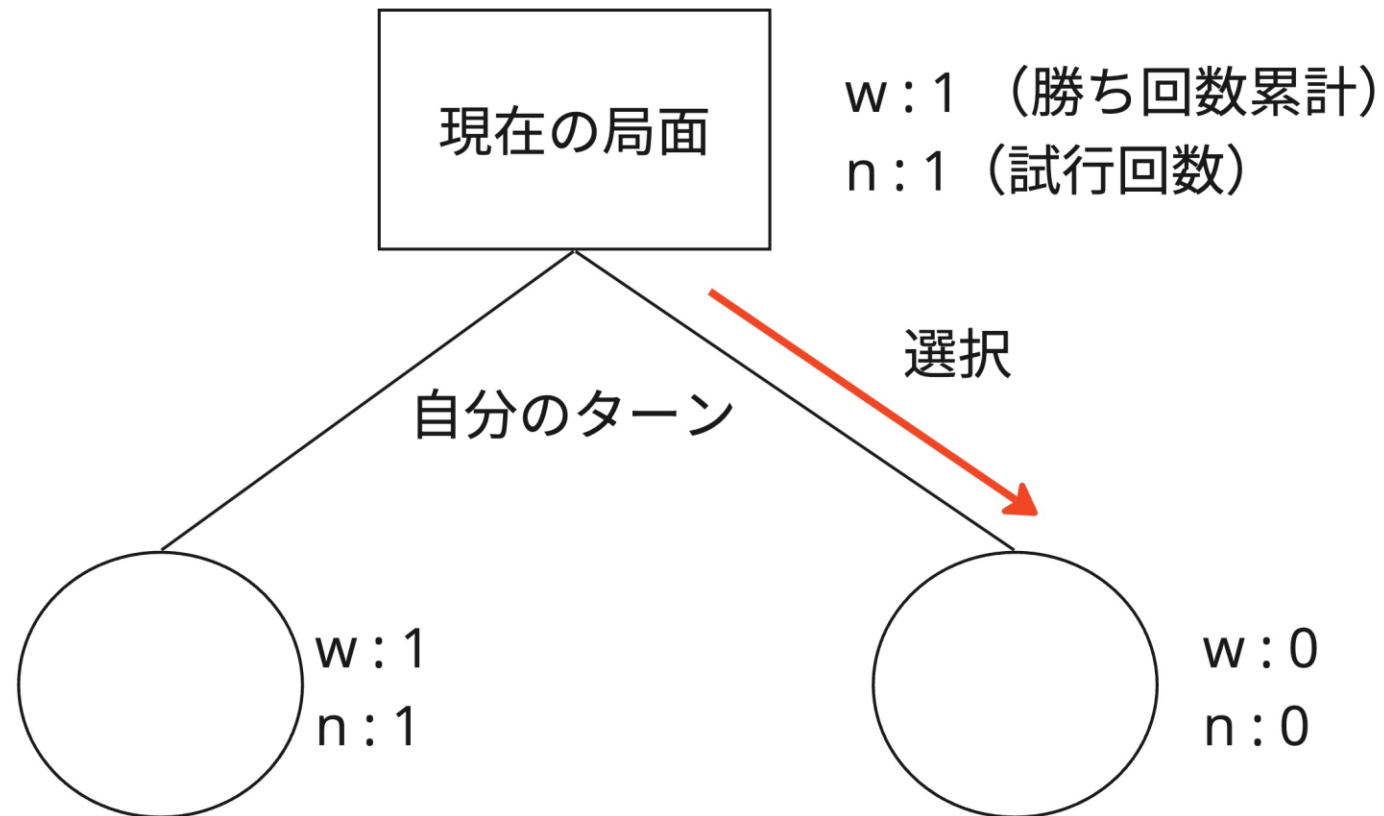 現在の局面
w : 1 （勝ち回数累計）
n : 1（試行回数）
選択
自分のターン
w : 1
n : 1
w : 0
n : 0